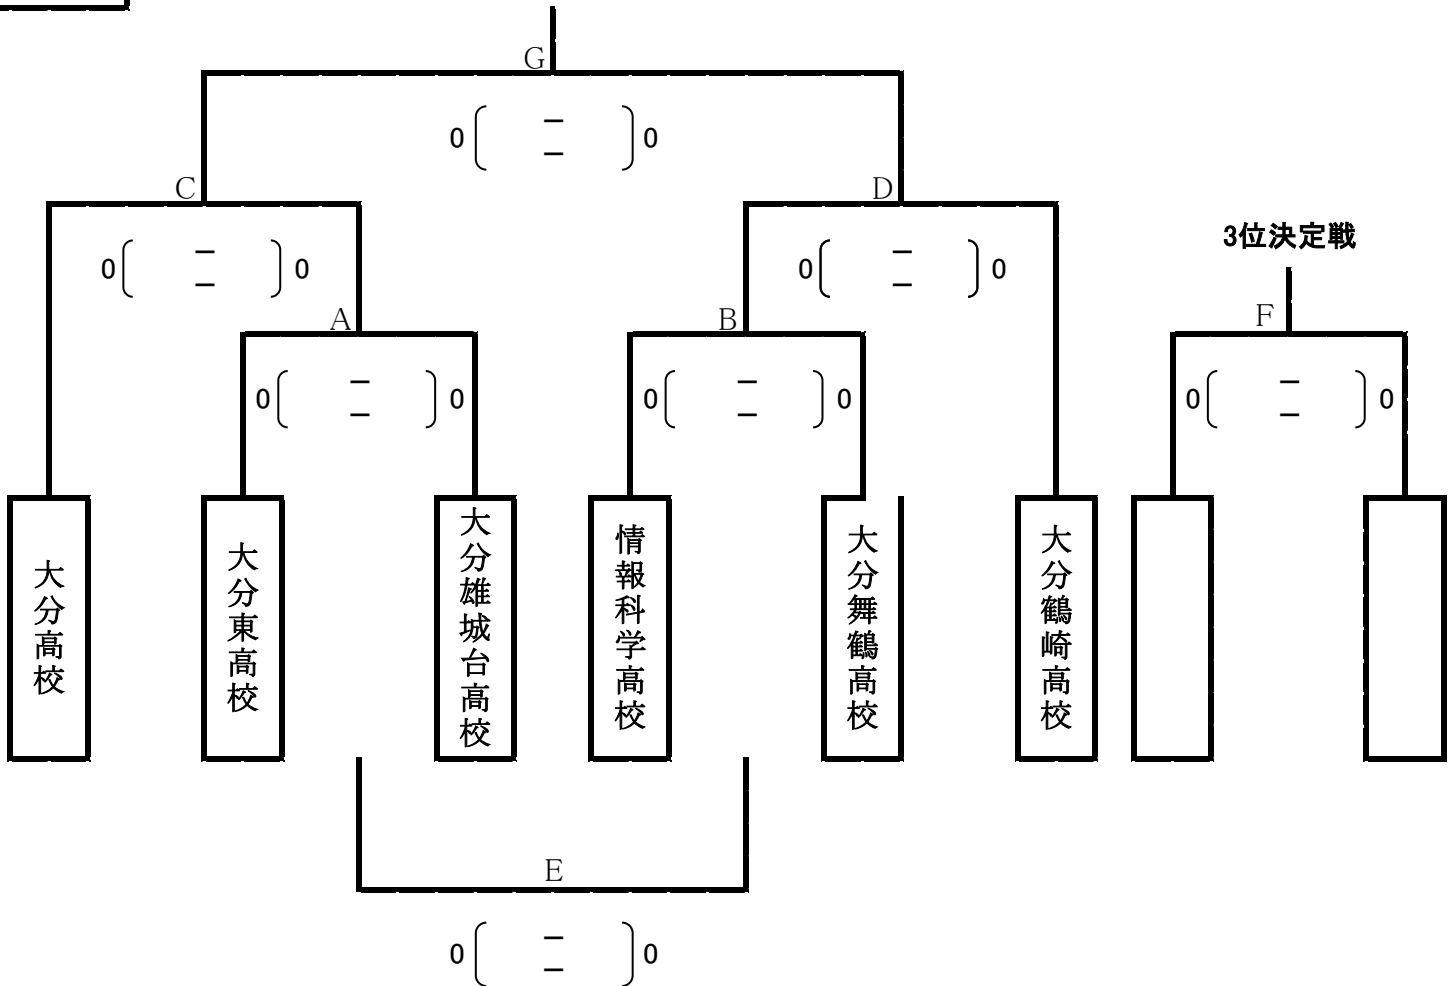 G
0 － 0
－
C
D
3位決定戦
0 － 0
－
0 － 0
－
A
B
F
0 － 0
－
0 － 0
－
0 － 0
－
大分高校
大分東高校
大分雄城台高校
情報科学高校
大分舞鶴高校
大分鶴崎高校
E
0 － 0
－